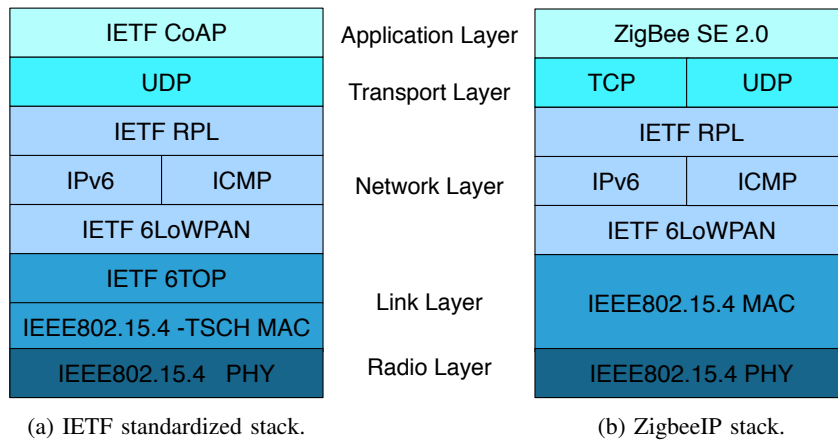 IETF CoAP
UDP
IETF RPL
IPv6 ICMP
IETF 6LoWPAN
IETF 6TOP
IEEE802.15.4 -TSCH MAC
IEEE802.15.4 PHY
(a) IETF standardized stack.
Application Layer
Transport Layer
Network Layer
Link Layer
Radio Layer
ZigBee SE 2.0
TCP UDP
IETF RPL
IPv6 ICMP
IETF 6LoWPAN
IEEE802.15.4 MAC
IEEE802.15.4 PHY
(b) ZigbeeIP stack.